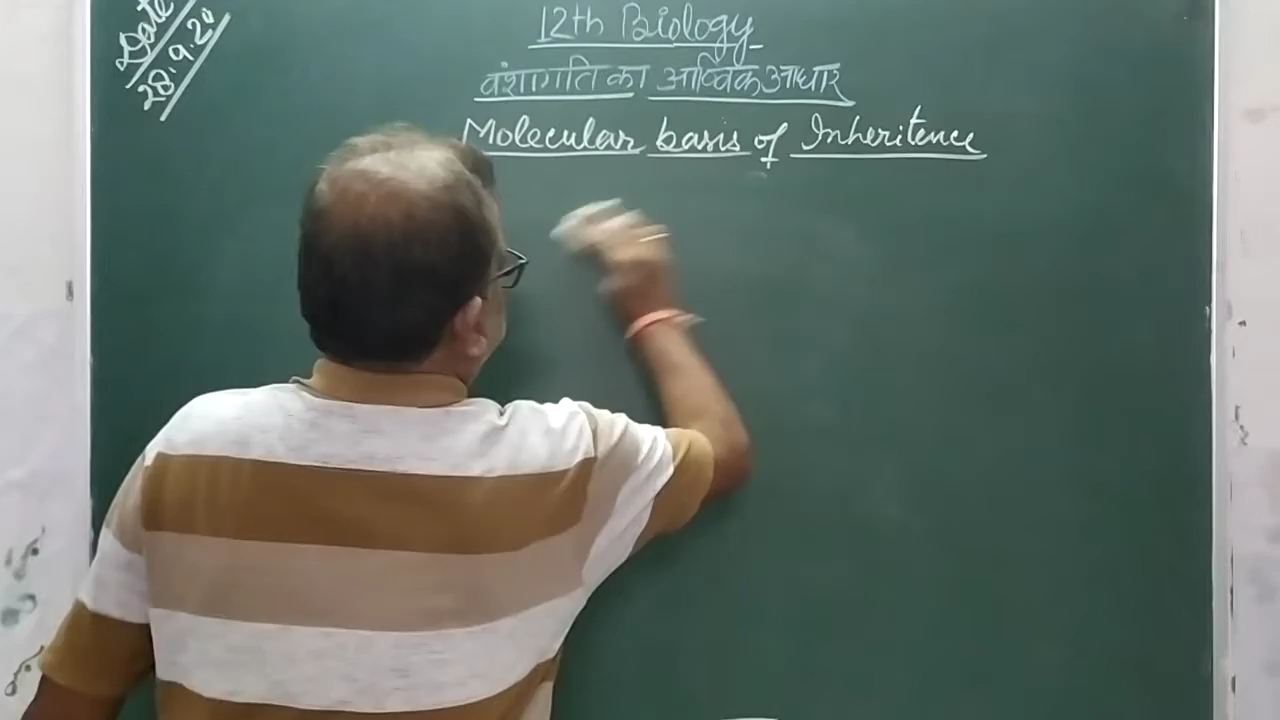 Date
28.9.20
12th Biology
वंशागति का आण्विक आधार
Molecular basis of Inheritence